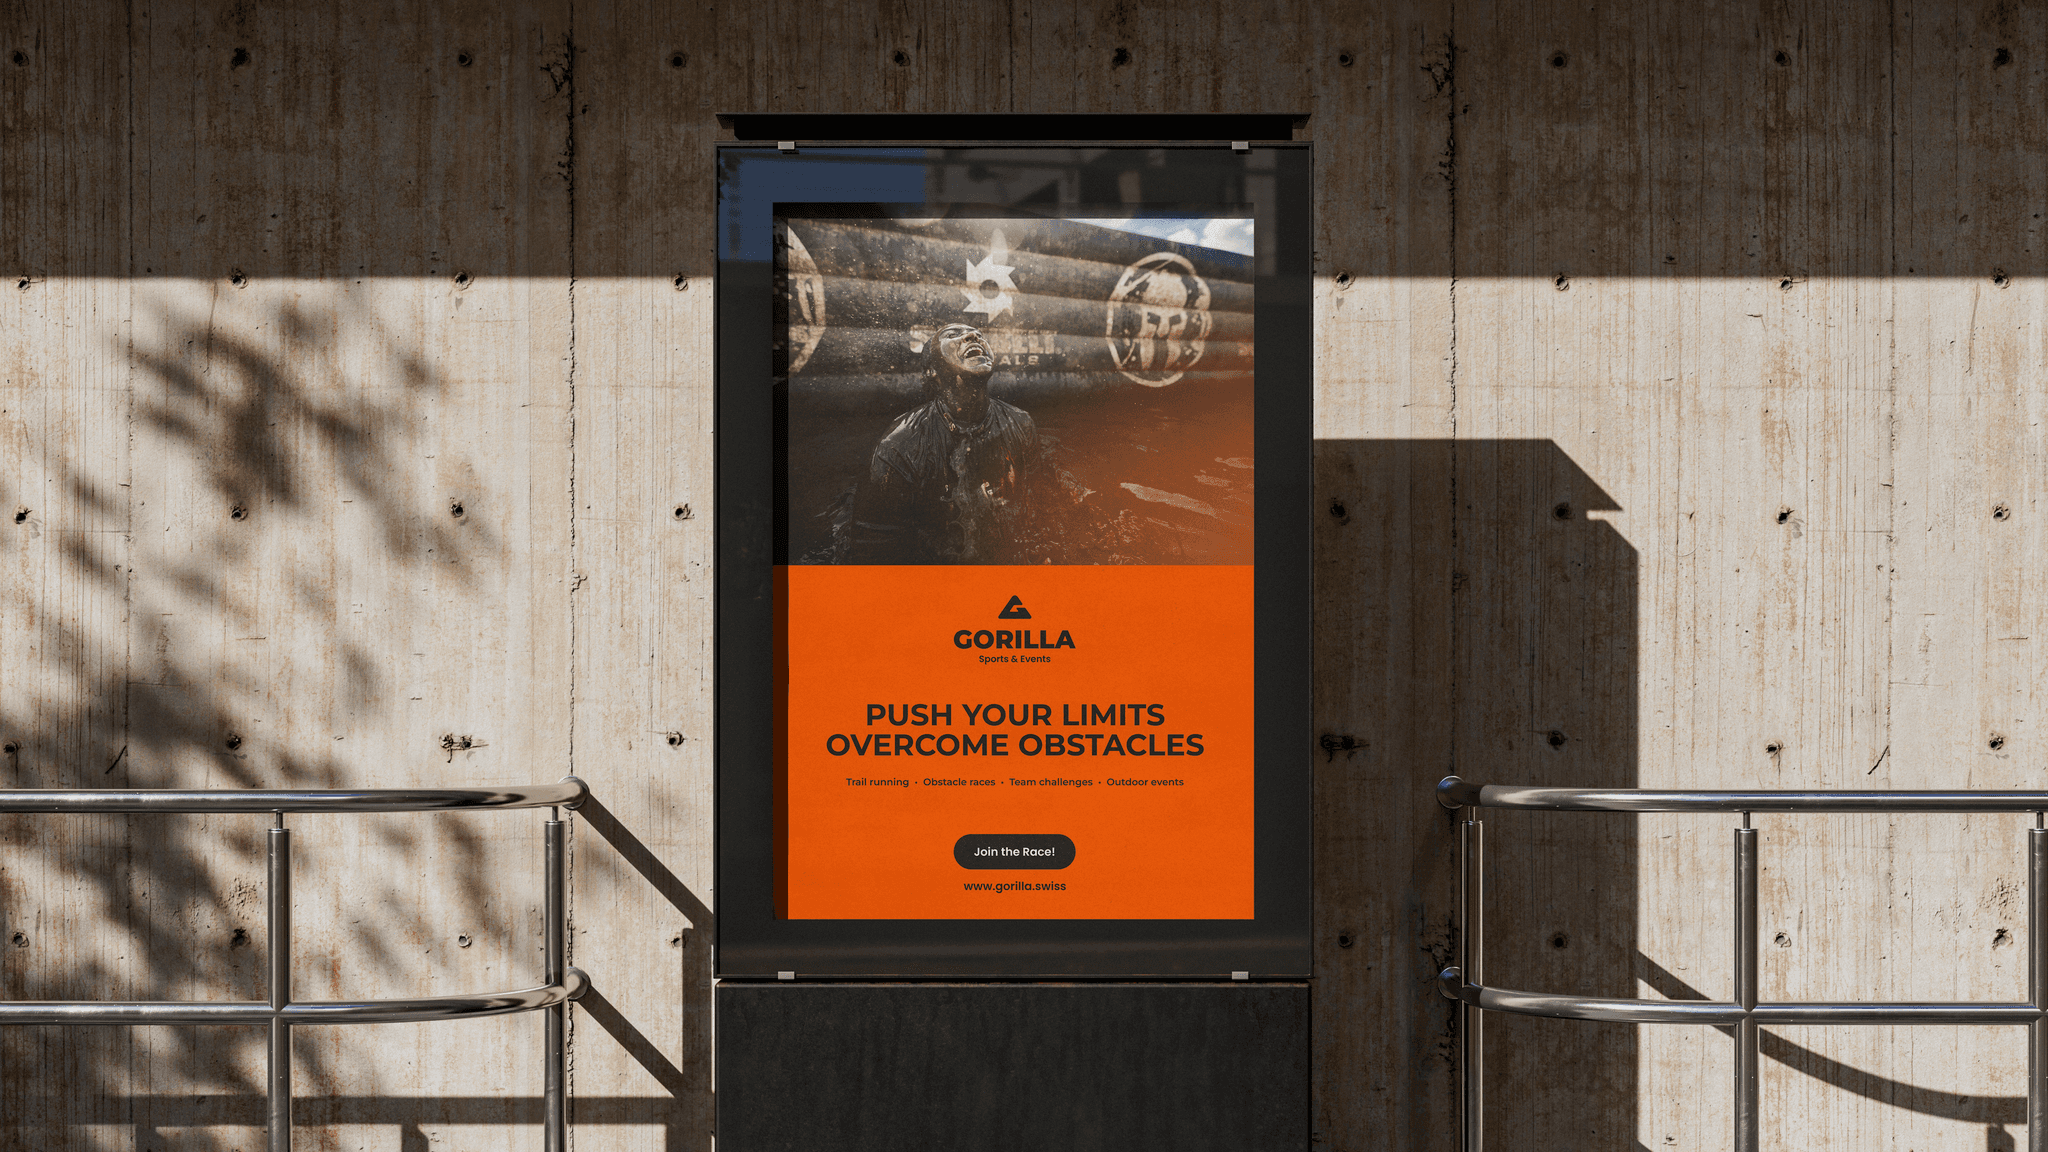 GORILLA
Sports & Events
PUSH YOUR LIMITS
OVERCOME OBSTACLES
Trail running • Obstacle races • Team challenges • Outdoor events
Join the Race!
www.gorilla.swiss